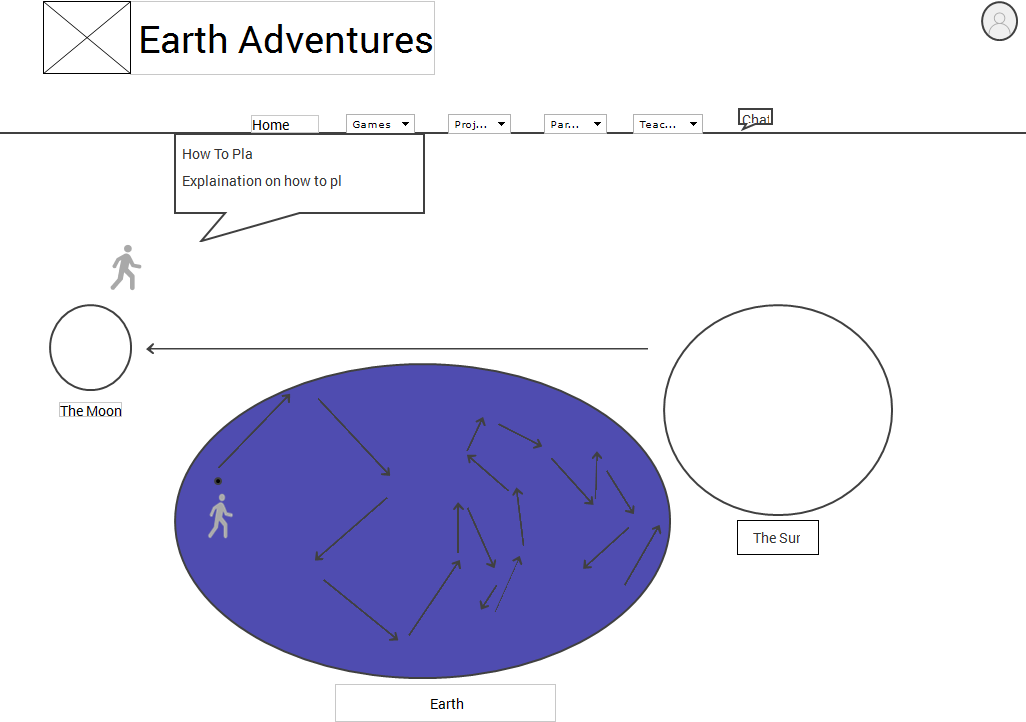 Earth Adventures
Home
Games
Proj...
Par...
Teac...
Chat
How To Pla
Explaination on how to pl
The Moon
The Sur
Earth